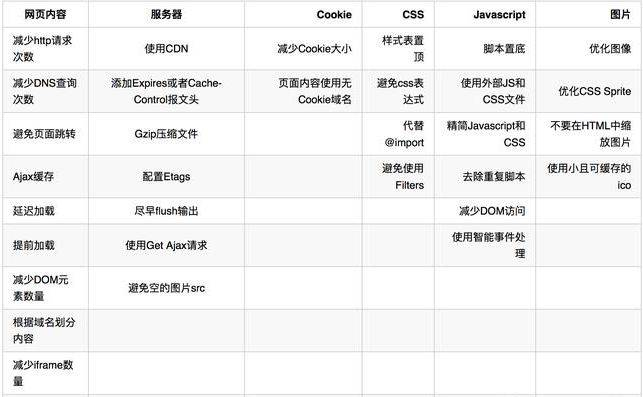 网页内容 服务器 Cookie CSS Javascript 图片
减少http请求
次数
使用CDN
减少Cookie大小
样式表置
顶
脚本置底
优化图像
减少DNS查询
次数
添加Expires或者Cache-
Control报文头
页面内容使用无
Cookie域名
避免css表
达式
使用外部JS和
CSS文件
优化CSS Sprite
避免页面跳转
Gzip压缩文件
代替
@import
精简Javascript和
CSS
不要在HTML中缩
放图片
Ajax缓存
配置Etags
避免使用
Filters
去除重复脚本
使用小且可缓存的
ico
延迟加载
尽早flush输出
减少DOM访问
提前加载
使用Get Ajax请求
使用智能事件处
理
减少DOM元
素数量
避免空的图片src
根据域名划分
内容
减少iframe数
量